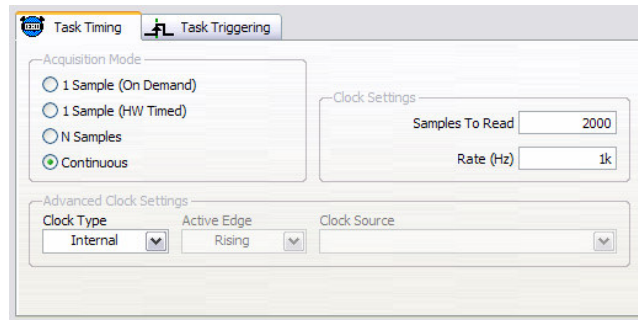 Task Timing Task Triggering
Acquisition Mode
1 Sample (On Demand)
1 Sample (HW Timed)
N Samples
Continuous
Clock Settings
Samples To Read 2000
Rate (Hz) 1k
Advanced Clock Settings
Clock Type Active Edge Clock Source
Internal Rising